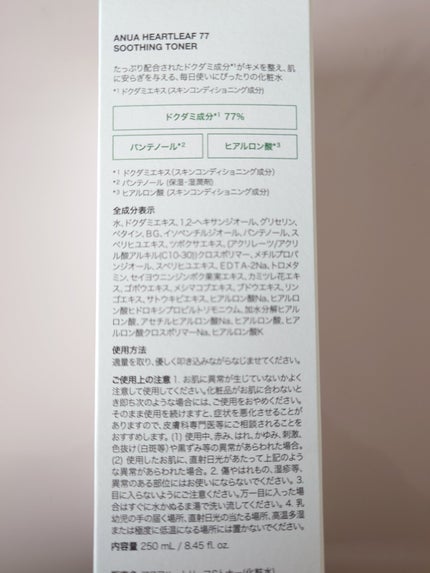 ANUA HEARTLEAF 77
SOOTHING TONER
たっぷり配合されたドクダミ成分*¹がキメを整え、肌
に安らぎを与える、毎日使いにぴったりの化粧水
*¹ ドクダミエキス(スキンコンディショニング成分)
ドクダミ成分*¹ 77%
パンテノール*²
ヒアルロン酸*³
*¹ ドクダミエキス(スキンコンディショニング成分)
*² パンテノール (保湿・湿潤剤)
*³ ヒアルロン酸 (スキンコンディショニング成分)
全成分表示
水、ドクダミエキス、1,2-ヘキサンジオール、グリセリン、
ベタイン、BG、イソペンチルジオール、パンテノール、ス
ベリヒユエキス、ツボクサエキス、(アクリレーツ/アクリ
ル酸アルキル(C10-30))クロスポリマー、メチルプロパ
ンジオール、スベリヒユエキス、EDTA-2Na、トロメタ
ミン、セイヨウニンジンボク果実エキス、カミツレ花エキ
ス、ゴボウエキス、メシマコブエキス、ブドウエキス、リン
ゴエキス、サトウキビエキス、ヒアルロン酸Na、ヒアルロ
ン酸ヒドロキシプロピルトリモニウム、加水分解ヒアル
ロン酸、アセチルヒアルロン酸Na、ヒアルロン酸、ヒア
ルロン酸クロスポリマーNa、ヒアルロン酸K
使用方法
適量を取り、優しく叩き込みながらなじませてください。
ご使用上の注意 1. お肌に異常が生じていないかよく
注意して使用してください。化粧品がお肌に合わないと
き即ち次のような場合には、ご使用をおやめください。
そのまま使用を続けますと、症状を悪化させることが
ありますので、皮膚科専門医等にご相談されることを
おすすめします。(1) 使用中、赤み、はれ、かゆみ、刺激、
色抜け(白斑等)や黒ずみ等の異常があらわれた場合。
(2) 使用したお肌に、直射日光があたって上記のよう
な異常があらわれた場合。2. 傷やはれもの、湿疹等、
異常のある部位にはお使いにならないでください。3.
目に入らないようにご注意ください。万一目に入った場
合はすぐに水かぬるま湯で洗い流してください。4. 乳
幼児の手の届く場所、直射日光の当たる場所、高温多湿
または極度に低温になる場所には置かないでください。
内容量 250 mL / 8.45 fl. oz.